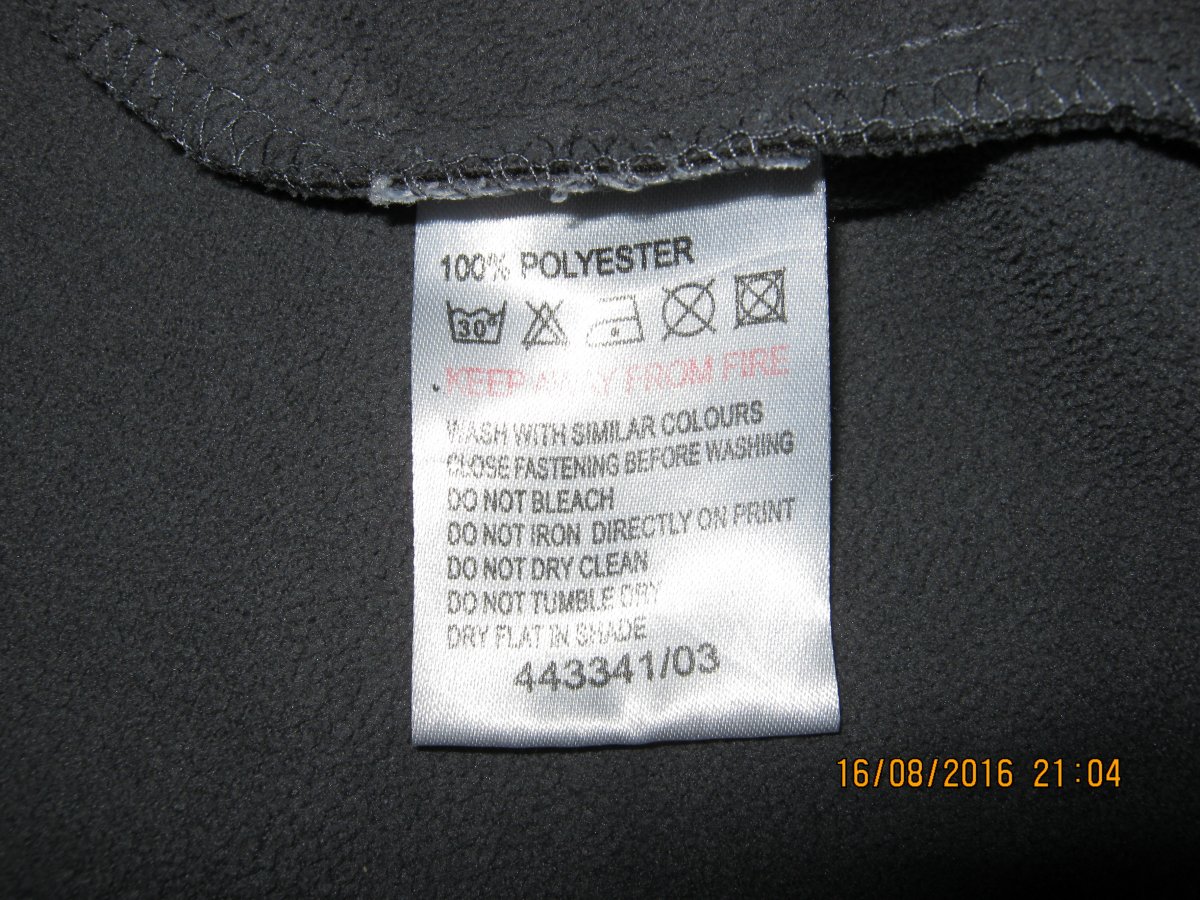 100% POLYESTER
30°
KEEP AWAY FROM FIRE
WASH WITH SIMILAR COLOURS
CLOSE FASTENING BEFORE WASHING
DO NOT BLEACH
DO NOT IRON DIRECTLY ON PRINT
DO NOT DRY CLEAN
DO NOT TUMBLE DRY
DRY FLAT IN SHADE
443341/03
16/08/2016 21:04